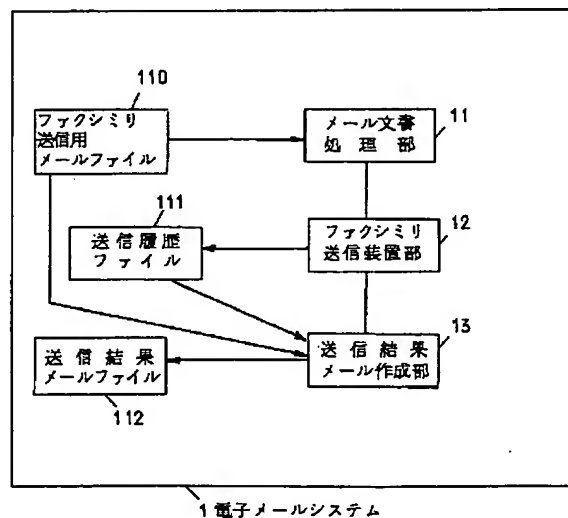 110
ファクシミリ
送信用
メールファイル
11
メール文書
処理部
111
送信履歴
ファイル
12
ファクシミリ
送信装置部
13
送信結果
メール作成部
送信結果
メールファイル
112
1 電子メールシステム